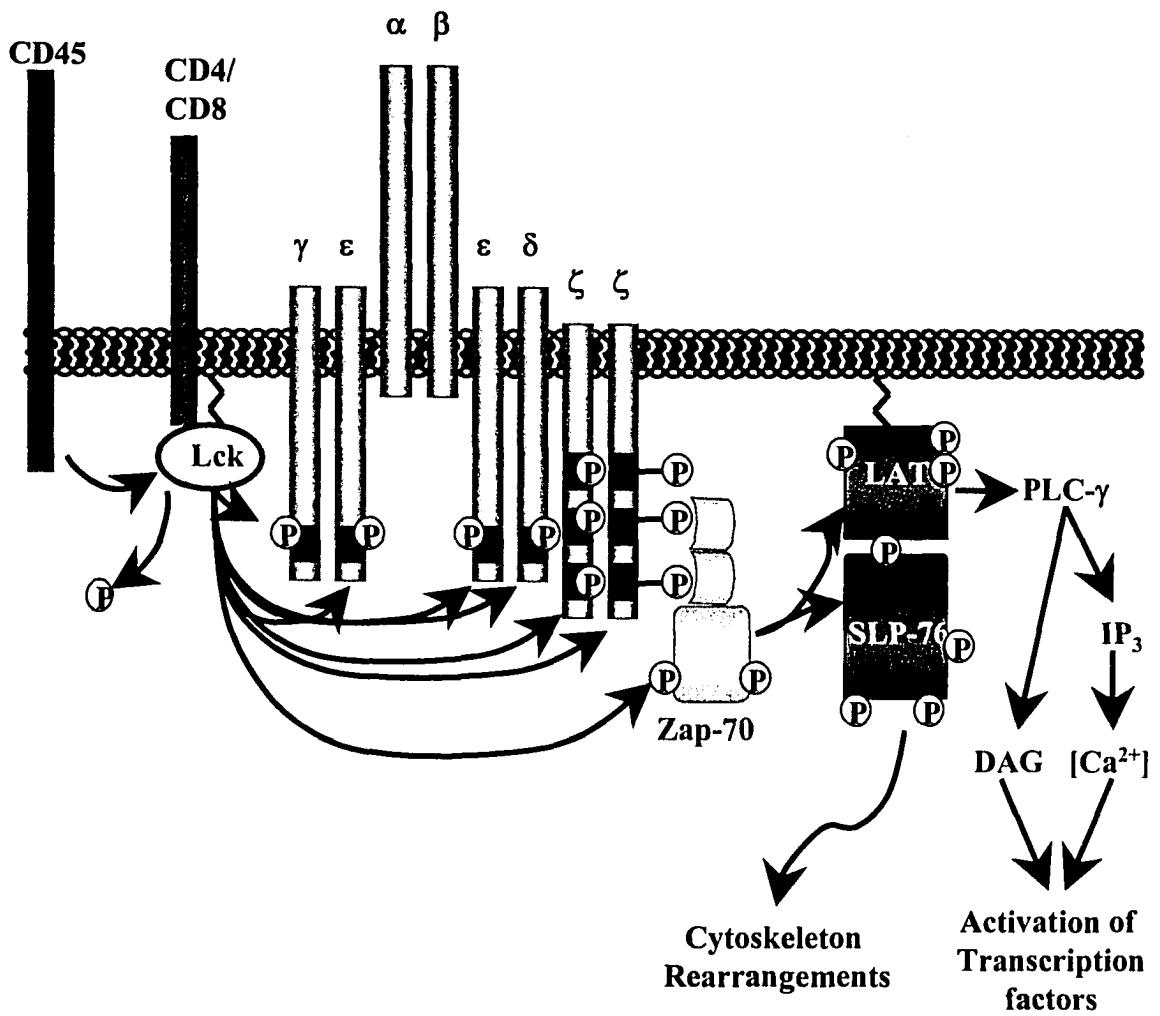 α β
CD45
CD4/
CD8
γ ε ε δ ζ ζ
Lck
P
P P P P
P P
P P
P P
P P
Zap-70
P P P
LAT
P
SLP-76
P
P P
PLC-γ
IP₃
DAG [Ca²⁺]
Cytoskeleton
Rearrangements
Activation of
Transcription
factors